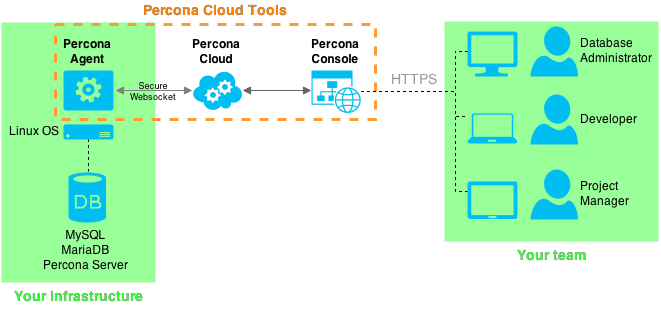 Percona Cloud Tools
Percona
Agent
Percona
Cloud
Percona
Console
Secure
Websocket
HTTPS
Linux OS
DB
MySQL
MariaDB
Percona Server
Your infrastructure
Database
Administrator
Developer
Project
Manager
Your team